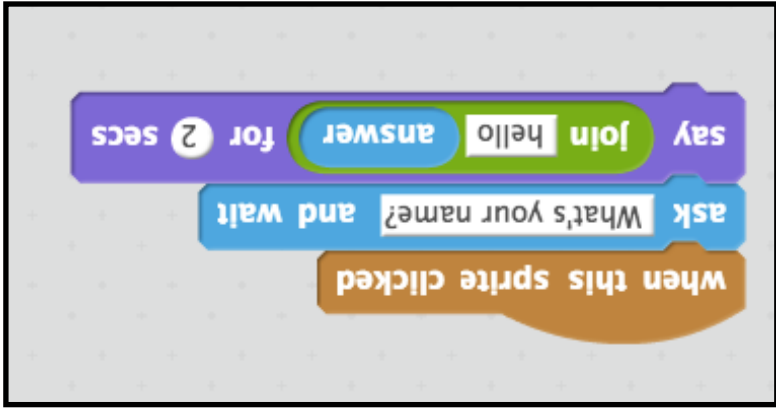 when this sprite clicked
ask What's your name? and wait
say join hello answer for 2 secs